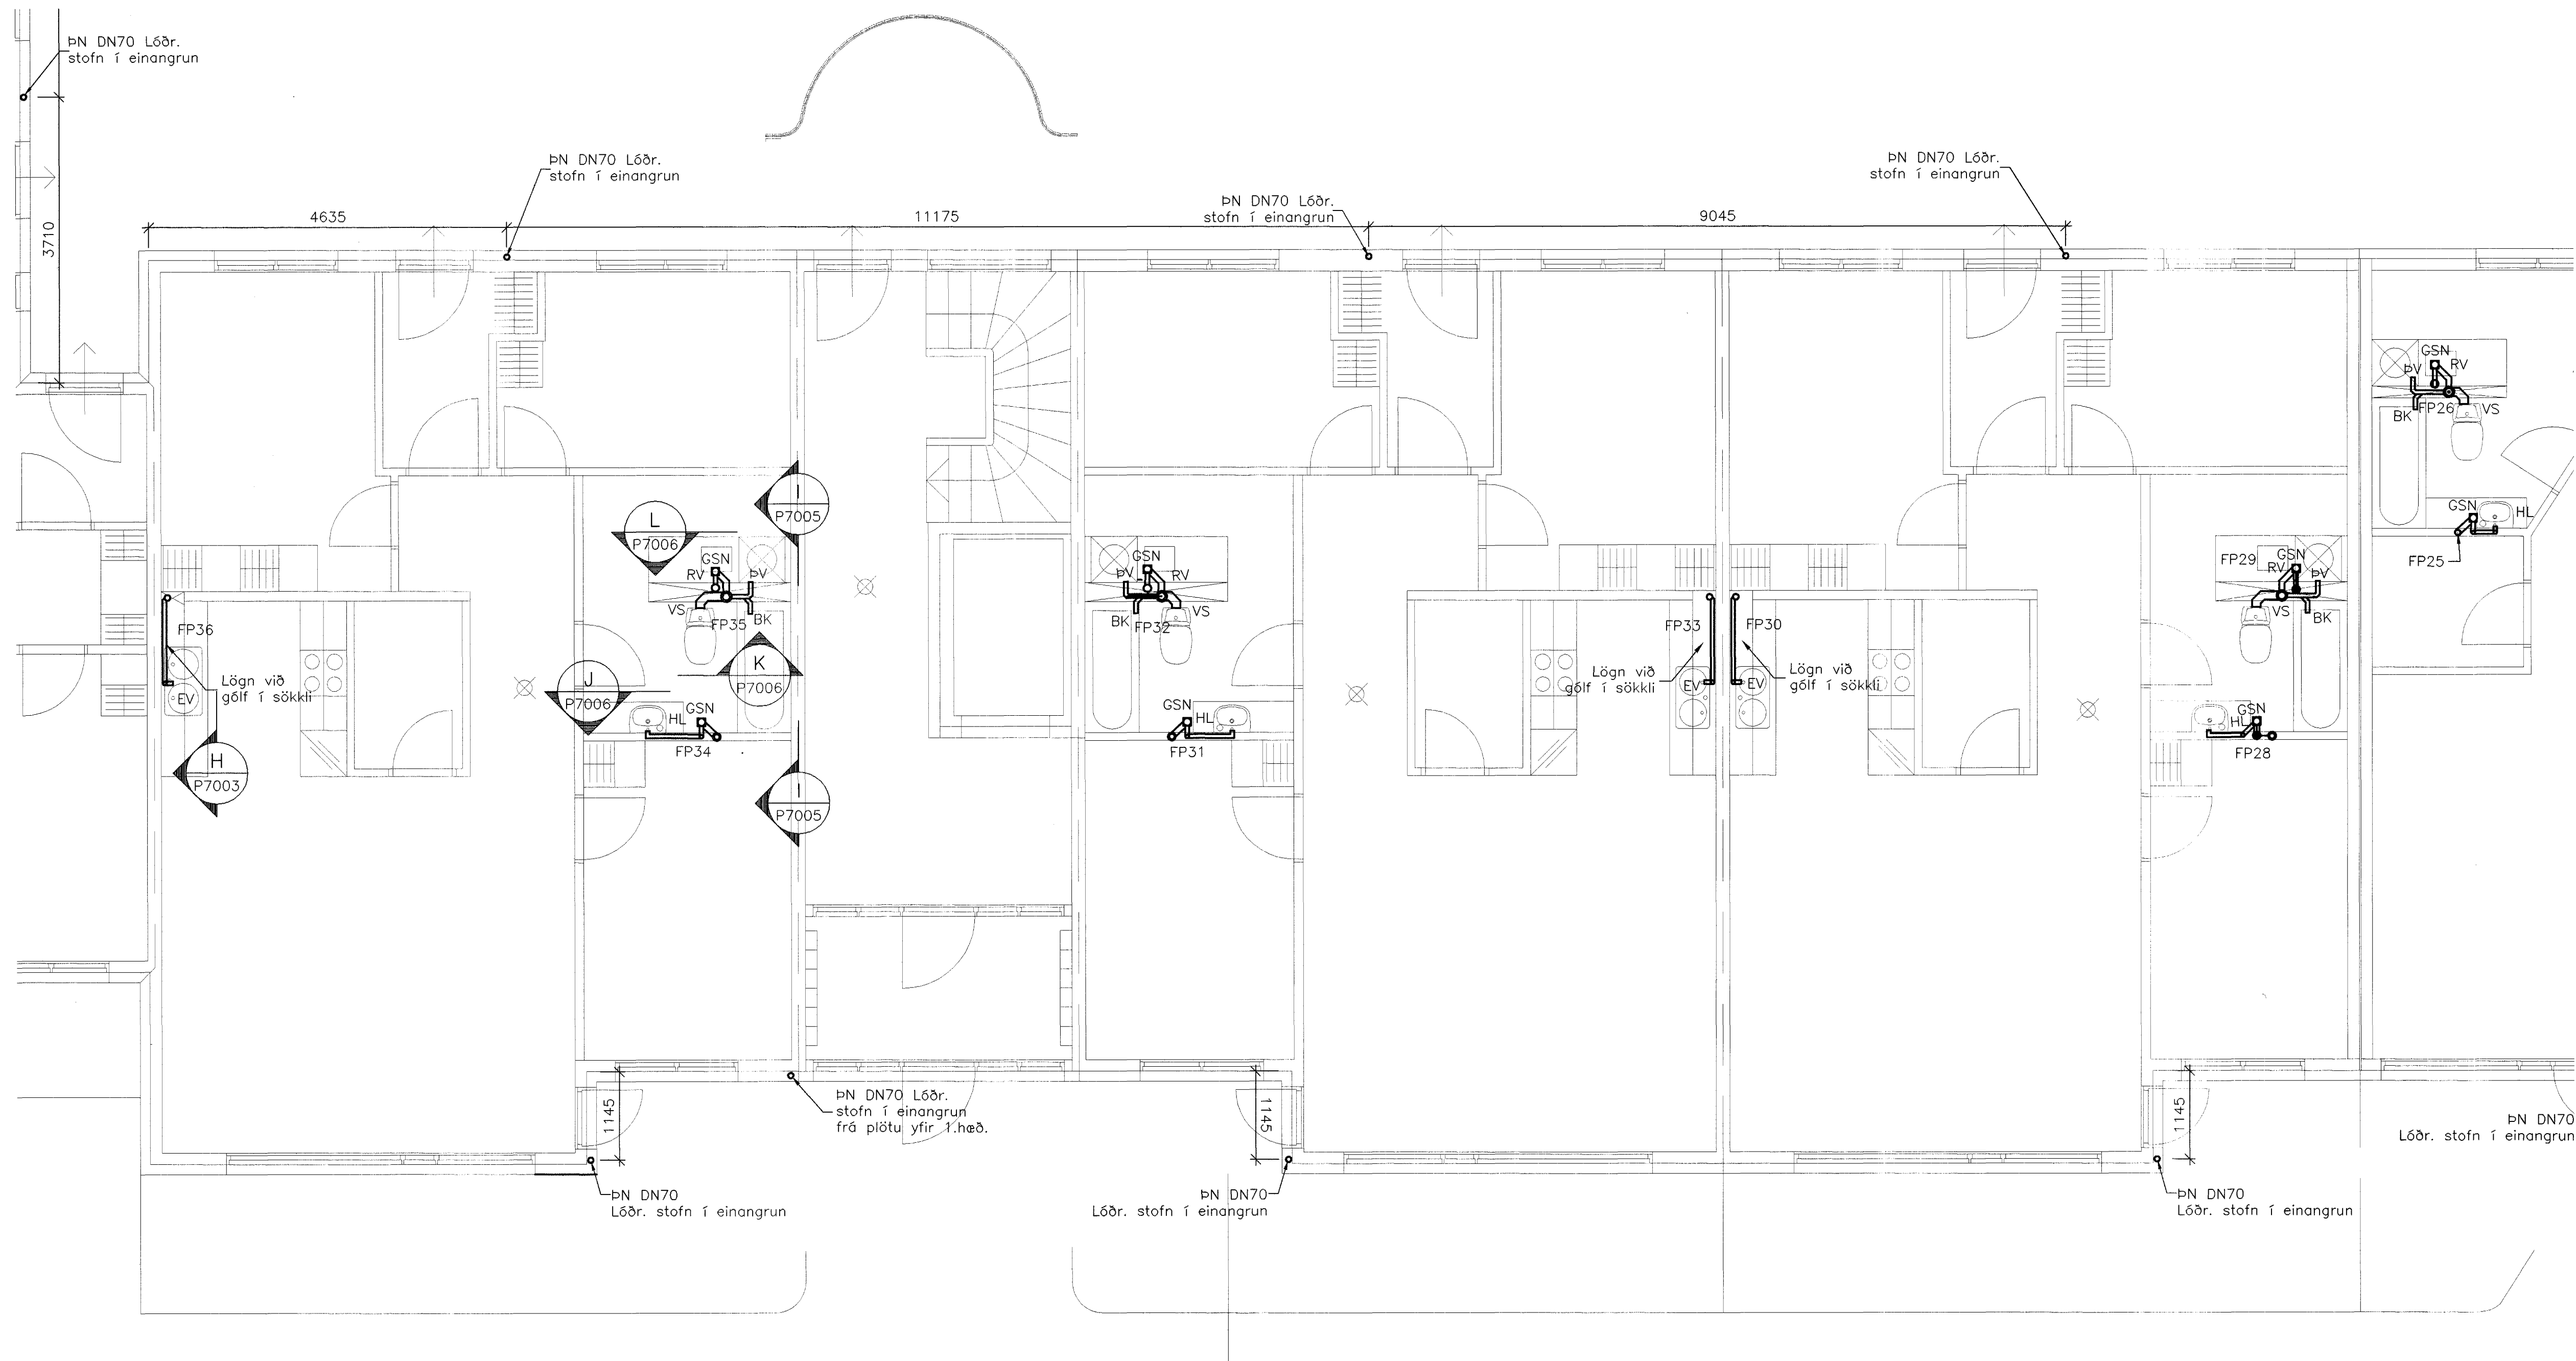 ÞN DN70 Lóðr.
stofn í einangrun
3710
ÞN DN70 Lóðr.
stofn í einangrun
ÞN DN70 Lóðr.
stofn í einangrun
ÞN DN70 Lóðr.
stofn í einangrun
4635
11175
9045
GSN
RV
ÞV
BK
FP26
VS
GSN
HL
FP25
L
P7006
I
P7005
GSN
RV
ÞV
VS
FP35
BK
GSN
ÞV
RV
BK
FP32
VS
FP29
GSN
RV
ÞV
VS
BK
FP36
Lögn við
gólf í sökkli
EV
J
P7006
K
P7006
FP33
Lögn við
gólf í sökkli
EV
FP30
Lögn við
gólf í sökkli
EV
HL
GSN
FP34
GSN
HL
FP31
GSN
HL
FP28
H
P7003
I
P7005
1145
ÞN DN70 Lóðr.
stofn í einangrun
frá plötu yfir 1.hæð.
1145
1145
ÞN DN70
Lóðr. stofn í einangrun
ÞN DN70
Lóðr. stofn í einangrun
ÞN DN70
Lóðr. stofn í einangrun
ÞN DN70
Lóðr. stofn í einangrun